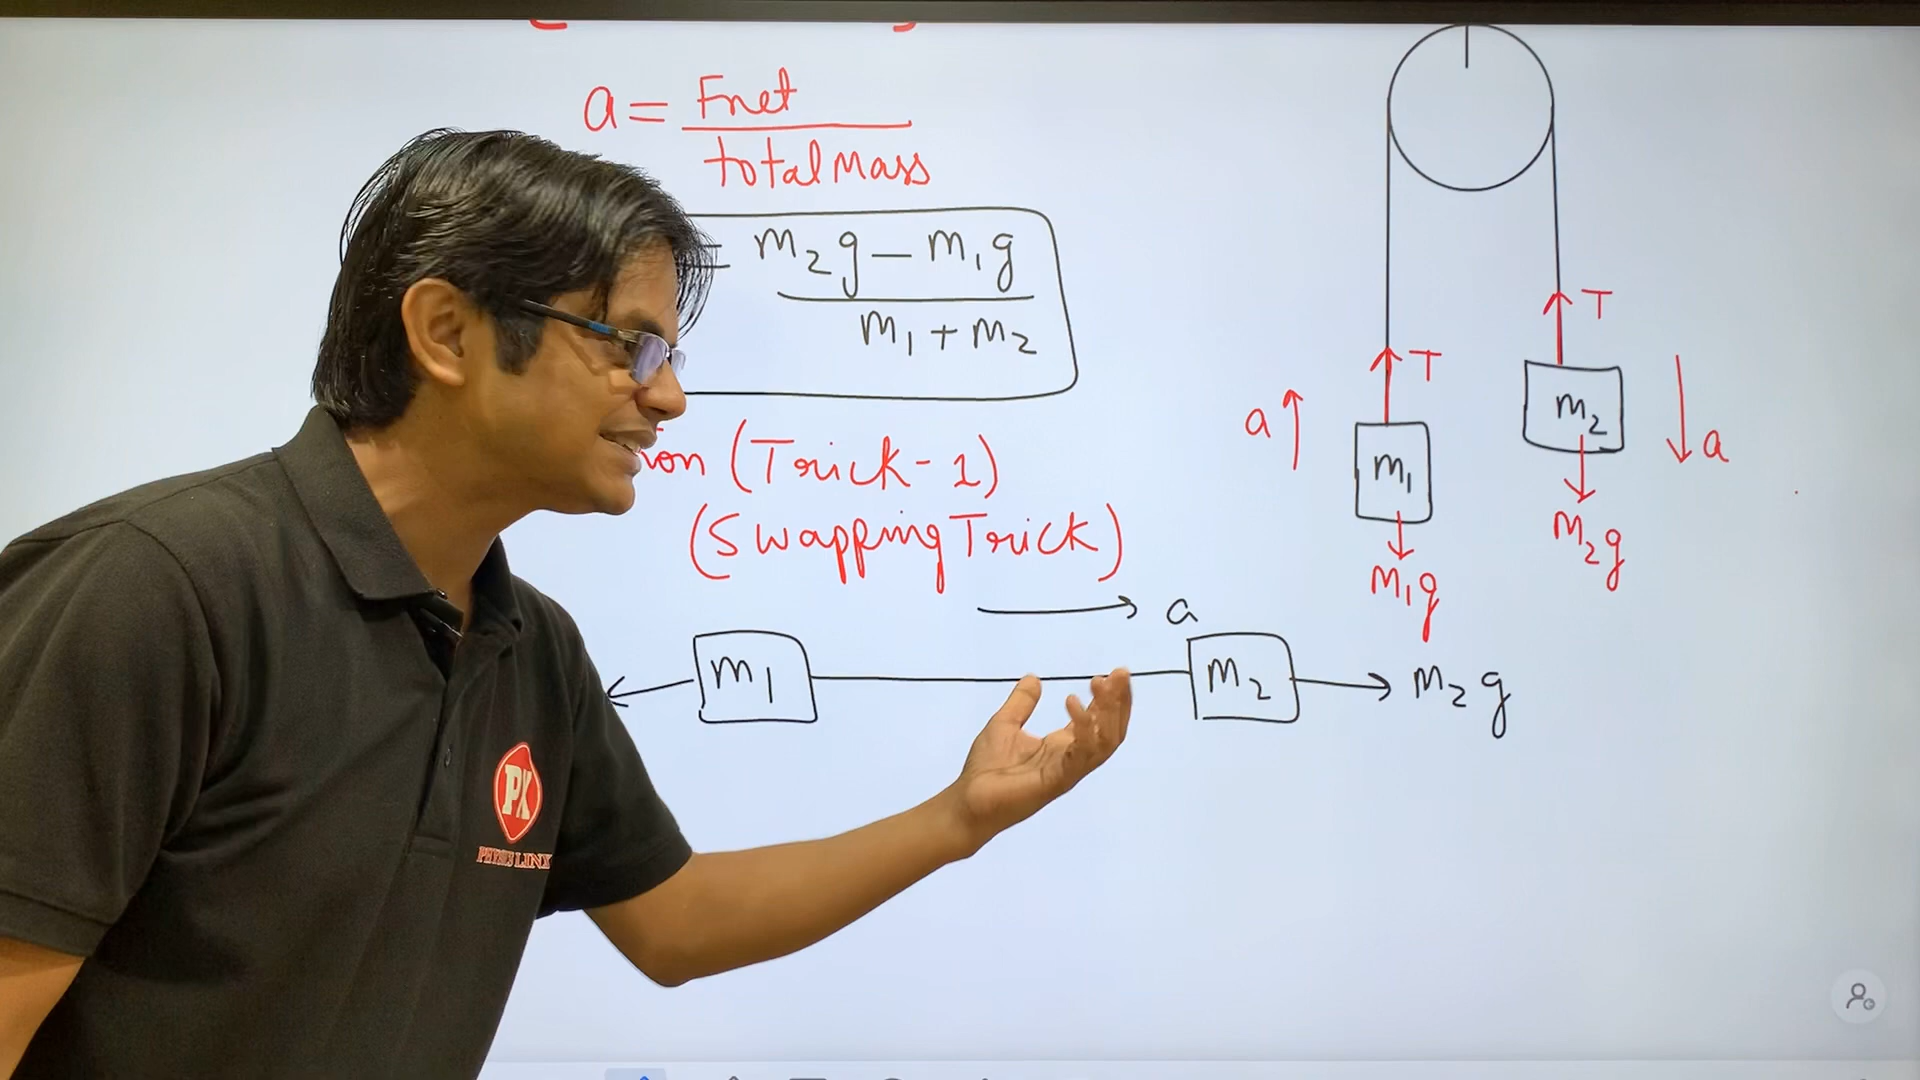 a = Fnet
total mass
= m₂g – m₁g
m₁ + m₂
(Trick-1)
(Swapping Trick)
a
m₁
m₂
m₂g
T
T
a
m₁
m₂
a
m₁g
m₂g
PX
PHYSICS LINX